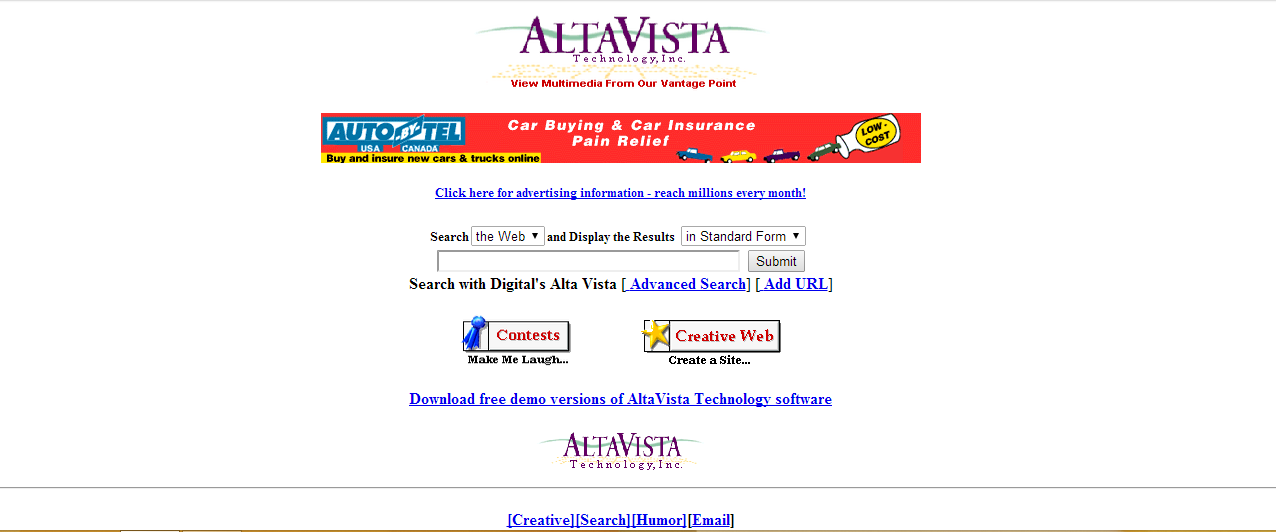 ALTAVISTA
Technology, Inc.
View Multimedia From Our Vantage Point
AUTO BY TEL
USA CANADA
Buy and insure new cars & trucks online
Car Buying & Car Insurance
Pain Relief
LOW-
COST
Click here for advertising information - reach millions every month!
Search the Web and Display the Results in Standard Form
Submit
Search with Digital's Alta Vista [ Advanced Search] [ Add URL]
Contests
Make Me Laugh...
Creative Web
Create a Site...
Download free demo versions of AltaVista Technology software
ALTAVISTA
Technology, Inc.
[Creative][Search][Humor][Email]